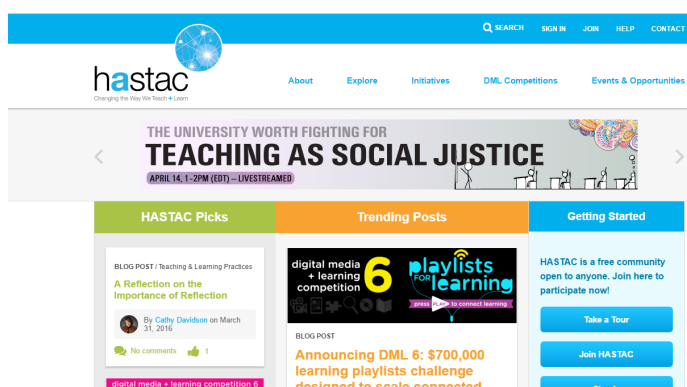 SEARCH SIGN IN JOIN HELP CONTACT
hastac
Changing the Way We Teach + Learn
About Explore Initiatives DML Competitions Events & Opportunities
THE UNIVERSITY WORTH FIGHTING FOR
TEACHING AS SOCIAL JUSTICE
APRIL 14, 1-2PM (EDT) – LIVESTREAMED
HASTAC Picks
BLOG POST / Teaching & Learning Practices
A Reflection on the
Importance of Reflection
By Cathy Davidson on March
31, 2016
No comments 1
digital media + learning competition 6
Trending Posts
digital media
+ learning
competition
6
playlists
FOR learning
press PLAY to connect learning
BLOG POST
Announcing DML 6: $700,000
learning playlists challenge
designed to scale connected
Getting Started
HASTAC is a free community
open to anyone. Join here to
participate now!
Take a Tour
Join HASTAC